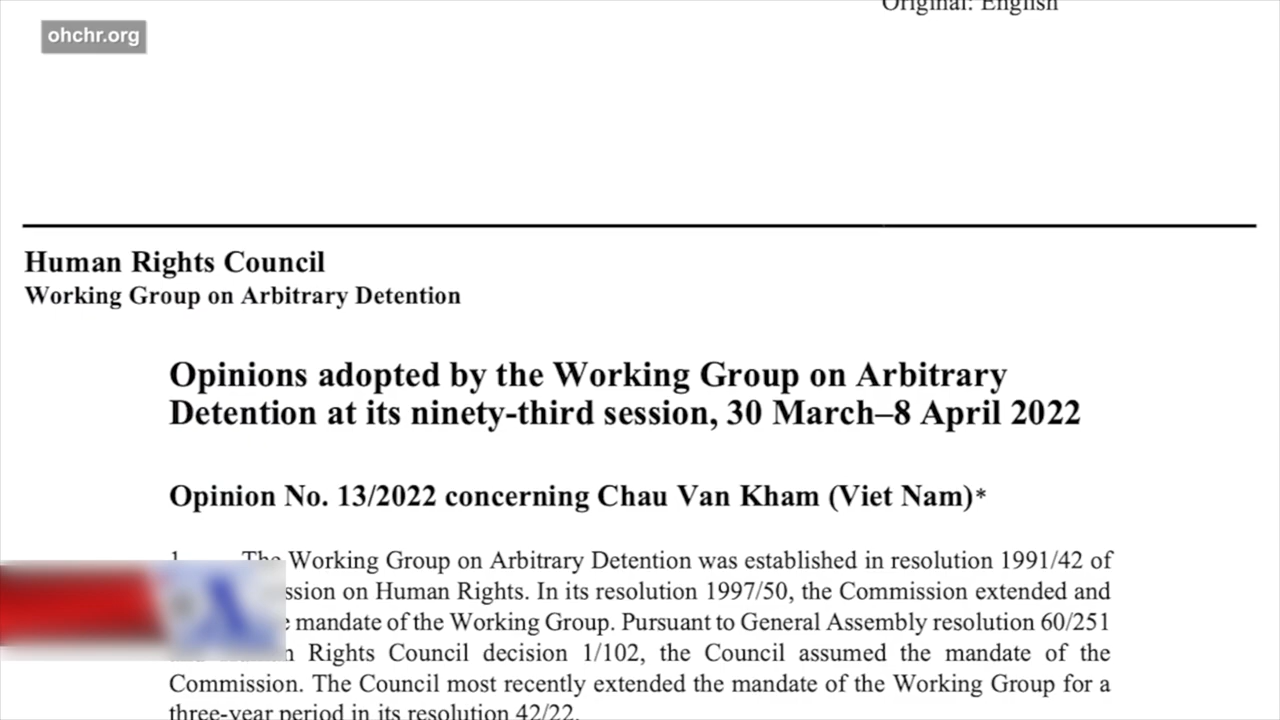 Original: English
ohchr.org
Human Rights Council
Working Group on Arbitrary Detention
Opinions adopted by the Working Group on Arbitrary
Detention at its ninety-third session, 30 March–8 April 2022
Opinion No. 13/2022 concerning Chau Van Kham (Viet Nam)*
1. The Working Group on Arbitrary Detention was established in resolution 1991/42 of
ssion on Human Rights. In its resolution 1997/50, the Commission extended and
mandate of the Working Group. Pursuant to General Assembly resolution 60/251
Rights Council decision 1/102, the Council assumed the mandate of the
Commission. The Council most recently extended the mandate of the Working Group for a
three-year period in its resolution 42/22.